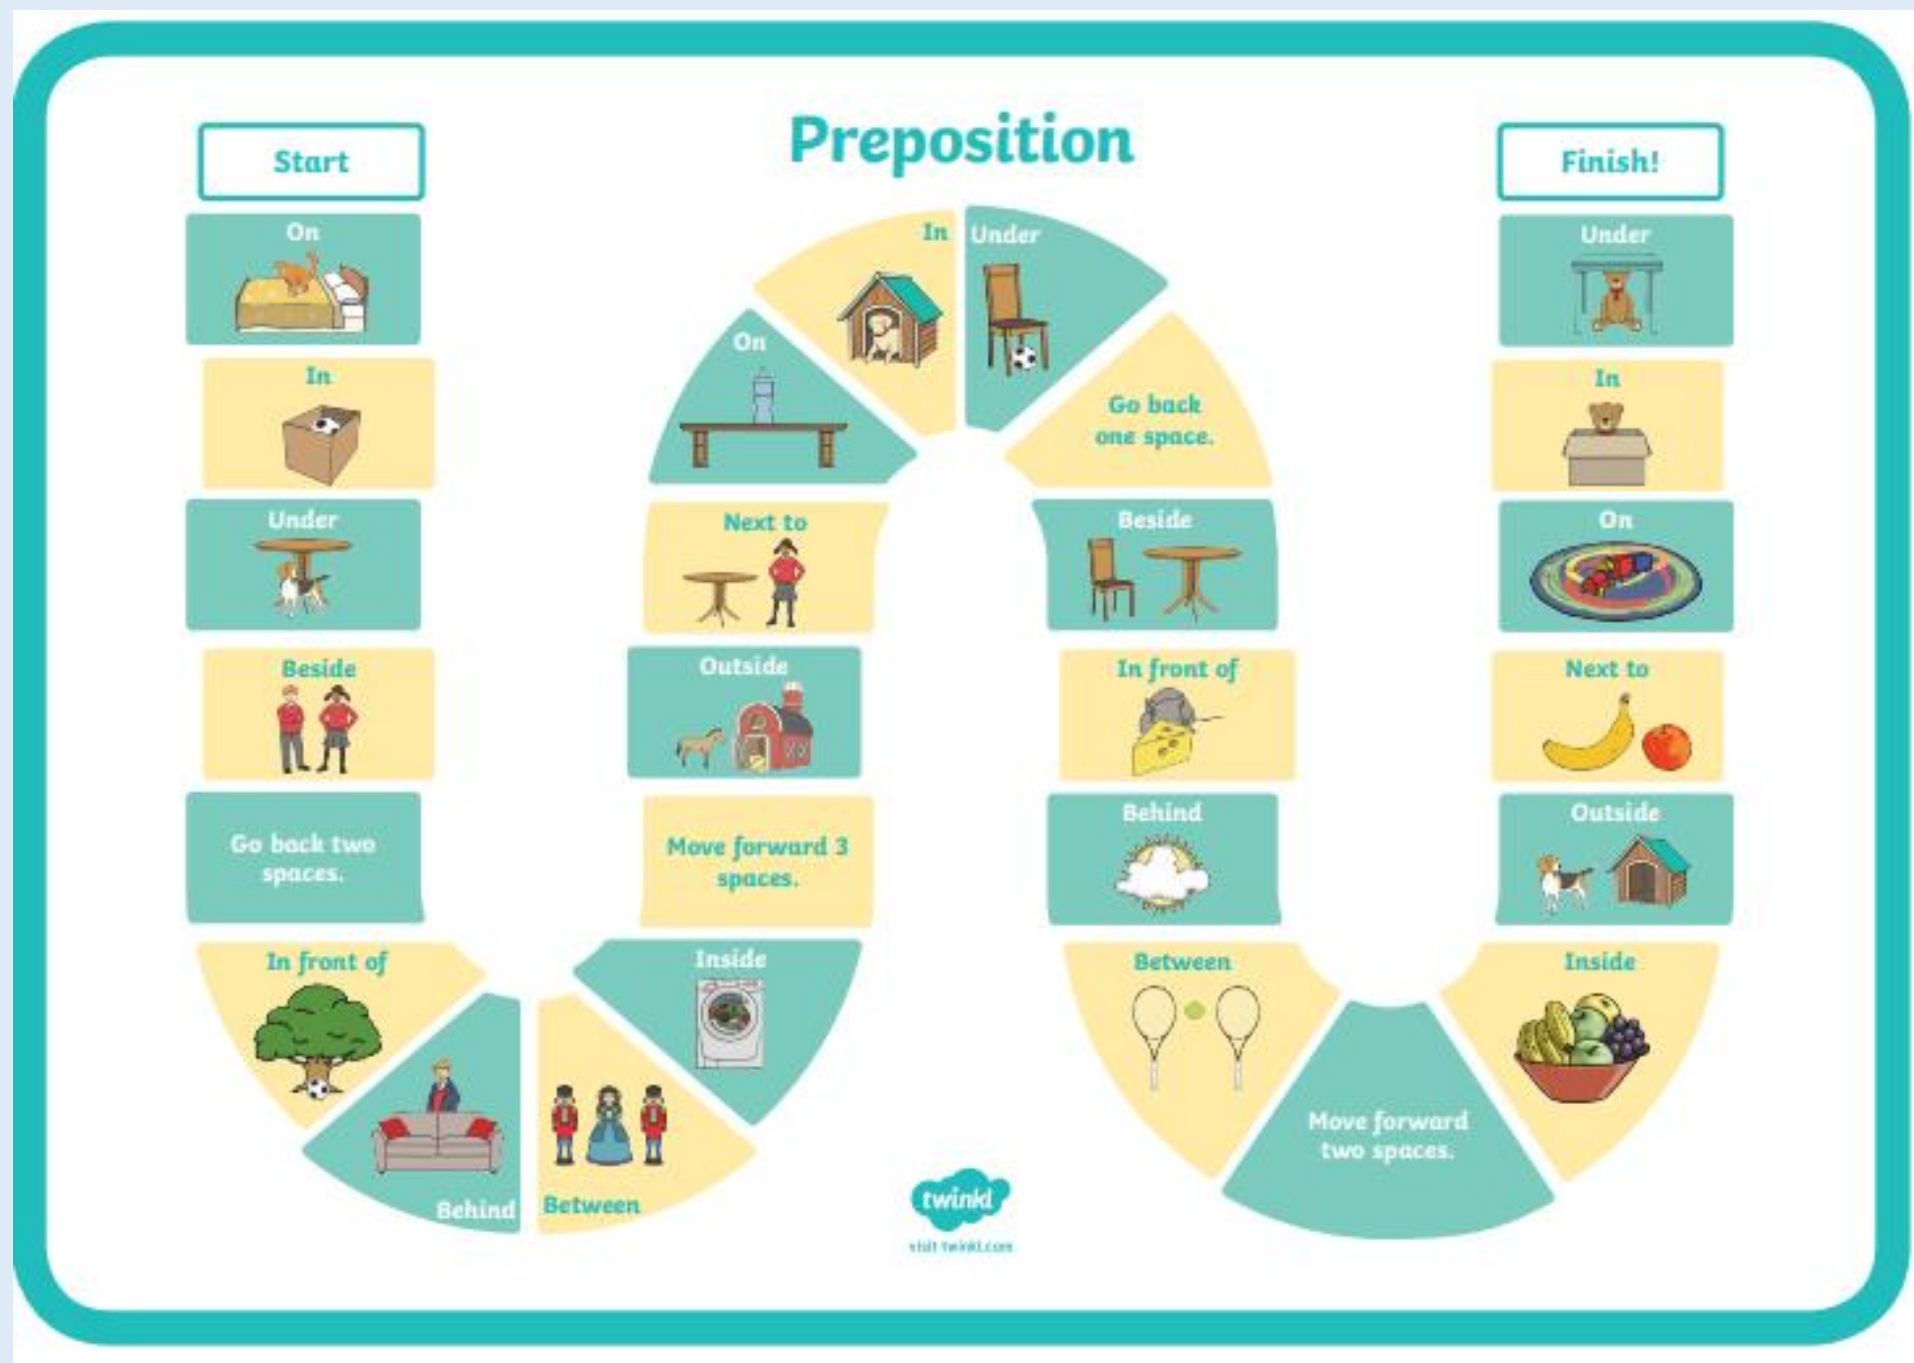 Preposition
Start
On
In
Under
Beside
Go back two
spaces.
In front of
Behind
Between
Inside
Move forward 3
spaces.
Outside
Next to
On
In
Under
Go back
one space.
Beside
In front of
Behind
Between
Move forward
two spaces.
Inside
Outside
Next to
On
In
Under
Finish!
twinkl
visit twinkl.com